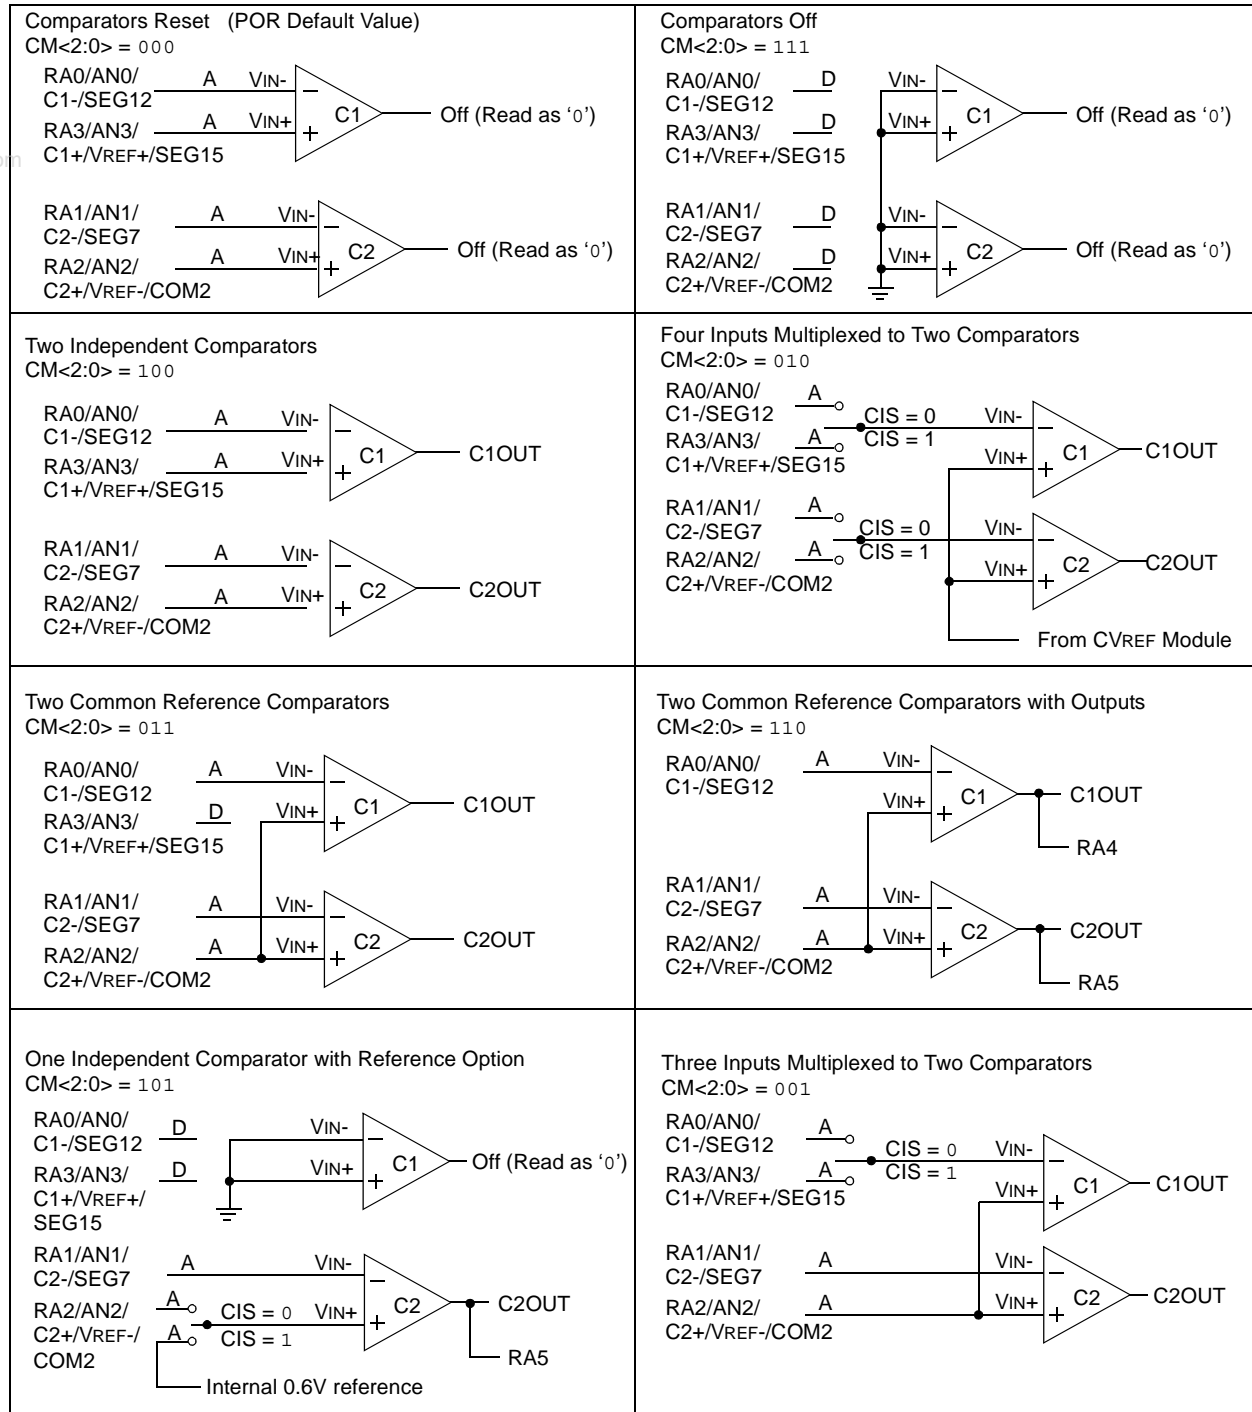 Comparators Reset (POR Default Value)
CM<2:0> = 000
RA0/AN0/
C1-/SEG12
A
VIN-
RA3/AN3/
C1+/VREF+/SEG15
A
VIN+
−
+
C1
Off (Read as ‘0’)
RA1/AN1/
C2-/SEG7
A
VIN-
RA2/AN2/
C2+/VREF-/COM2
A
VIN+
−
+
C2
Off (Read as ‘0’)
Comparators Off
CM<2:0> = 111
RA0/AN0/
C1-/SEG12
D
VIN-
RA3/AN3/
C1+/VREF+/SEG15
D
VIN+
−
+
C1
Off (Read as ‘0’)
RA1/AN1/
C2-/SEG7
D
VIN-
RA2/AN2/
C2+/VREF-/COM2
D
VIN+
−
+
C2
Off (Read as ‘0’)
Two Independent Comparators
CM<2:0> = 100
RA0/AN0/
C1-/SEG12
A
VIN-
RA3/AN3/
C1+/VREF+/SEG15
A
VIN+
−
+
C1
C1OUT
RA1/AN1/
C2-/SEG7
A
VIN-
RA2/AN2/
C2+/VREF-/COM2
A
VIN+
−
+
C2
C2OUT
Four Inputs Multiplexed to Two Comparators
CM<2:0> = 010
RA0/AN0/
C1-/SEG12
A
RA3/AN3/
C1+/VREF+/SEG15
A
CIS = 0
CIS = 1
VIN-
VIN+
−
+
C1
C1OUT
RA1/AN1/
C2-/SEG7
A
RA2/AN2/
C2+/VREF-/COM2
A
CIS = 0
CIS = 1
VIN-
VIN+
−
+
C2
C2OUT
From CVREF Module
Two Common Reference Comparators
CM<2:0> = 011
RA0/AN0/
C1-/SEG12
A
VIN-
RA3/AN3/
C1+/VREF+/SEG15
D
VIN+
−
+
C1
C1OUT
RA1/AN1/
C2-/SEG7
A
VIN-
RA2/AN2/
C2+/VREF-/COM2
A
VIN+
−
+
C2
C2OUT
Two Common Reference Comparators with Outputs
CM<2:0> = 110
RA0/AN0/
C1-/SEG12
A
VIN-
VIN+
−
+
C1
C1OUT
RA4
RA1/AN1/
C2-/SEG7
A
VIN-
RA2/AN2/
C2+/VREF-/COM2
A
VIN+
−
+
C2
C2OUT
RA5
One Independent Comparator with Reference Option
CM<2:0> = 101
RA0/AN0/
C1-/SEG12
D
VIN-
RA3/AN3/
C1+/VREF+/
SEG15
D
VIN+
−
+
C1
Off (Read as ‘0’)
RA1/AN1/
C2-/SEG7
A
VIN-
RA2/AN2/
C2+/VREF-/
COM2
A
A
CIS = 0
CIS = 1
VIN+
−
+
C2
C2OUT
RA5
Internal 0.6V reference
Three Inputs Multiplexed to Two Comparators
CM<2:0> = 001
RA0/AN0/
C1-/SEG12
A
RA3/AN3/
C1+/VREF+/SEG15
A
CIS = 0
CIS = 1
VIN-
VIN+
−
+
C1
C1OUT
RA1/AN1/
C2-/SEG7
A
VIN-
RA2/AN2/
C2+/VREF-/COM2
A
VIN+
−
+
C2
C2OUT